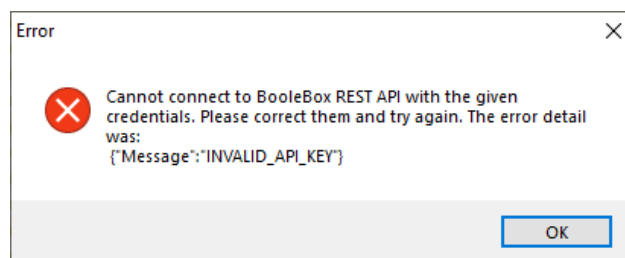 Error
Cannot connect to BooleBox REST API with the given
credentials. Please correct them and try again. The error detail
was:
{"Message":"INVALID_API_KEY"}
OK